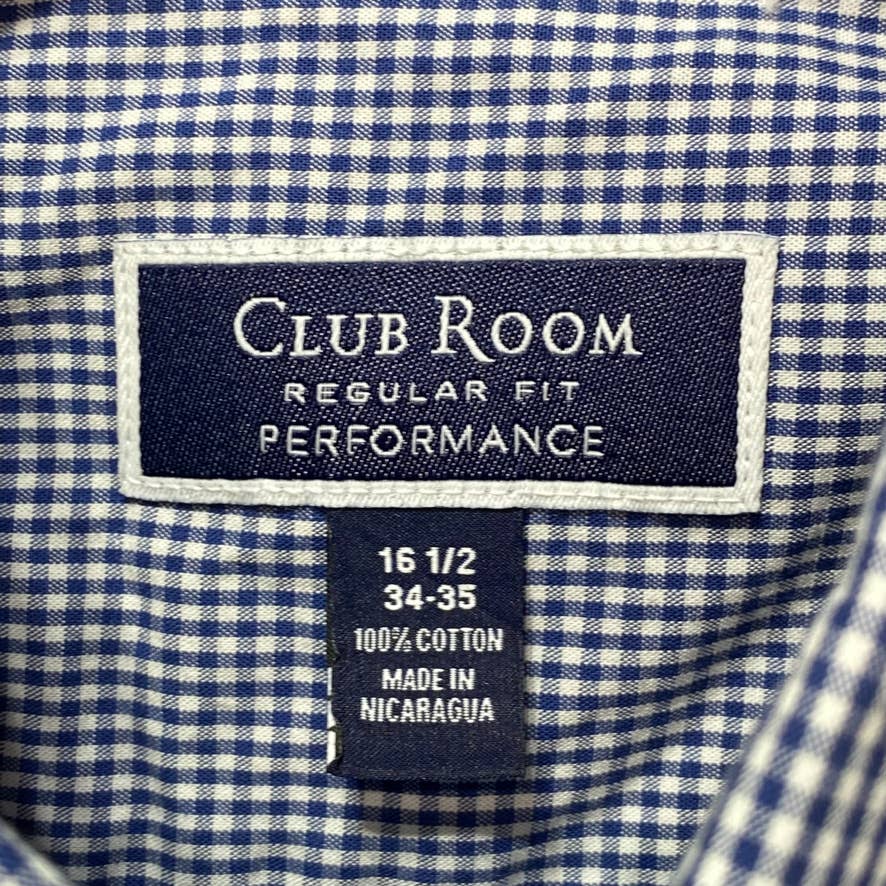 CLUB ROOM
REGULAR FIT
PERFORMANCE
16 1/2
34-35
100% COTTON
MADE IN
NICARAGUA